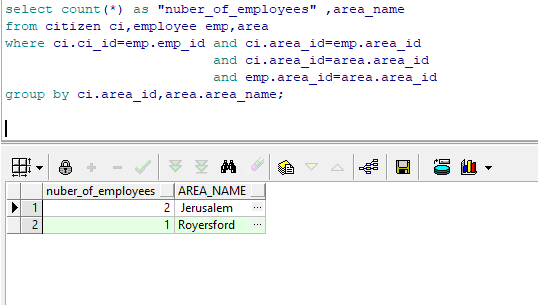 select count(*) as "nuber_of_employees" ,area_name
from citizen ci,employee emp,area
where ci.ci_id=emp.emp_id and ci.area_id=emp.area_id
and ci.area_id=area.area_id
and emp.area_id=area.area_id
group by ci.area_id,area.area_name;
nuber_of_employees AREA_NAME
1 2 Jerusalem ...
2 1 Royersford ...